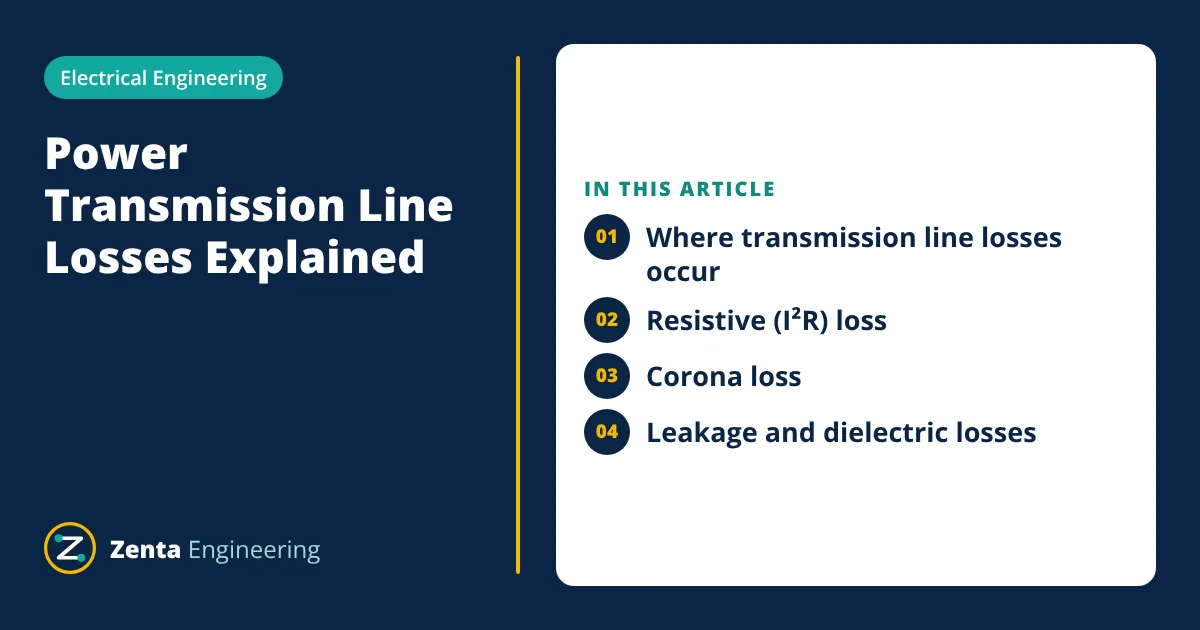 Electrical Engineering
Power
Transmission Line
Losses Explained
Zenta Engineering
IN THIS ARTICLE
01 Where transmission line losses
occur
02 Resistive (I²R) loss
03 Corona loss
04 Leakage and dielectric losses